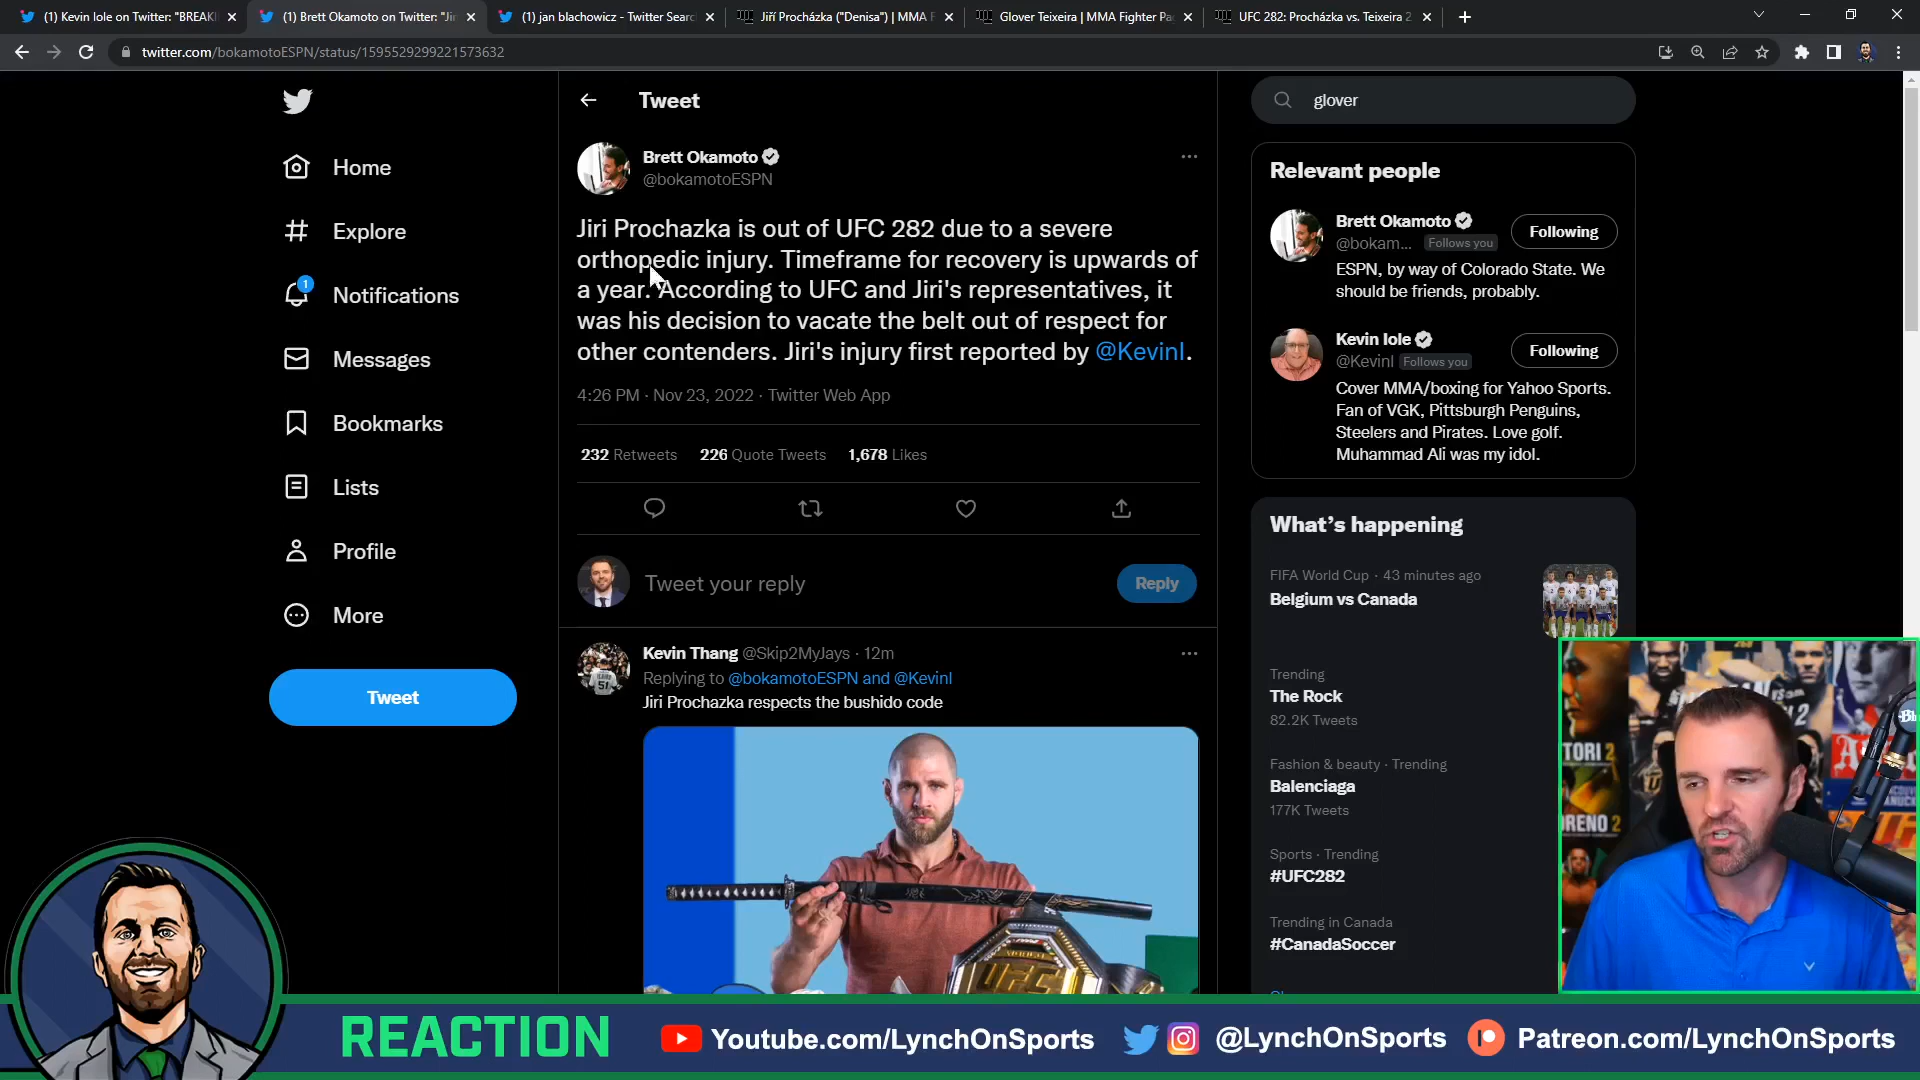 (1) Kevin Iole on Twitter: "BREAKI
(1) Brett Okamoto on Twitter: "Jir
(1) jan blachowicz - Twitter Searc
Jiří Procházka ("Denisa") | MMA F
Glover Teixeira | MMA Fighter Pa
UFC 282: Procházka vs. Teixeira 2
twitter.com/bokamotoESPN/status/1595529299221573632
Home
Explore
1
Notifications
Messages
Bookmarks
Lists
Profile
More
Tweet
Tweet
Brett Okamoto
@bokamotoESPN
Jiri Prochazka is out of UFC 282 due to a severe
orthopedic injury. Timeframe for recovery is upwards of
a year. According to UFC and Jiri's representatives, it
was his decision to vacate the belt out of respect for
other contenders. Jiri's injury first reported by @KevinI.
4:26 PM · Nov 23, 2022 · Twitter Web App
232 Retweets 226 Quote Tweets 1,678 Likes
Tweet your reply
Reply
Kevin Thang @Skip2MyJays · 12m
Replying to @bokamotoESPN and @KevinI
Jiri Prochazka respects the bushido code
51
UFC
glover
Relevant people
Brett Okamoto
@bokam... Follows you
Following
ESPN, by way of Colorado State. We
should be friends, probably.
Kevin Iole
@KevinI Follows you
Following
Cover MMA/boxing for Yahoo Sports.
Fan of VGK, Pittsburgh Penguins,
Steelers and Pirates. Love golf.
Muhammad Ali was my idol.
What's happening
FIFA World Cup · 43 minutes ago
Belgium vs Canada
Trending
The Rock
82.2K Tweets
Fashion & beauty · Trending
Balenciaga
177K Tweets
Sports · Trending
#UFC282
Trending in Canada
#CanadaSoccer
TORI 2
RENO 2
REACTION
Youtube.com/LynchOnSports
@LynchOnSports
Patreon.com/LynchOnSports